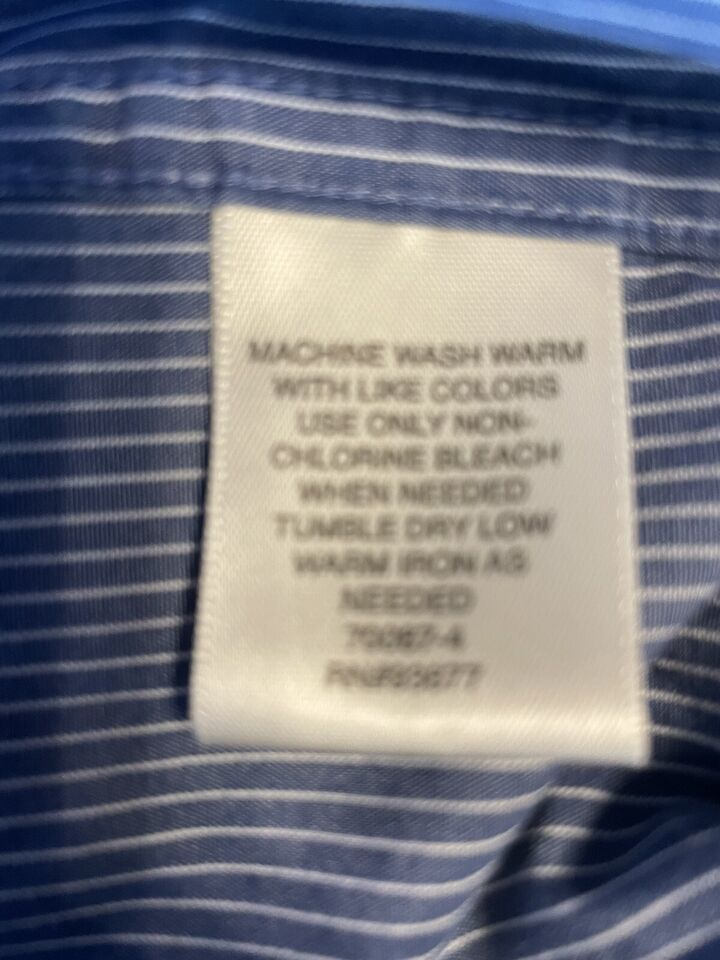 MACHINE WASH WARM
WITH LIKE COLORS
USE ONLY NON-
CHLORINE BLEACH
WHEN NEEDED
TUMBLE DRY LOW
WARM IRON AS
NEEDED